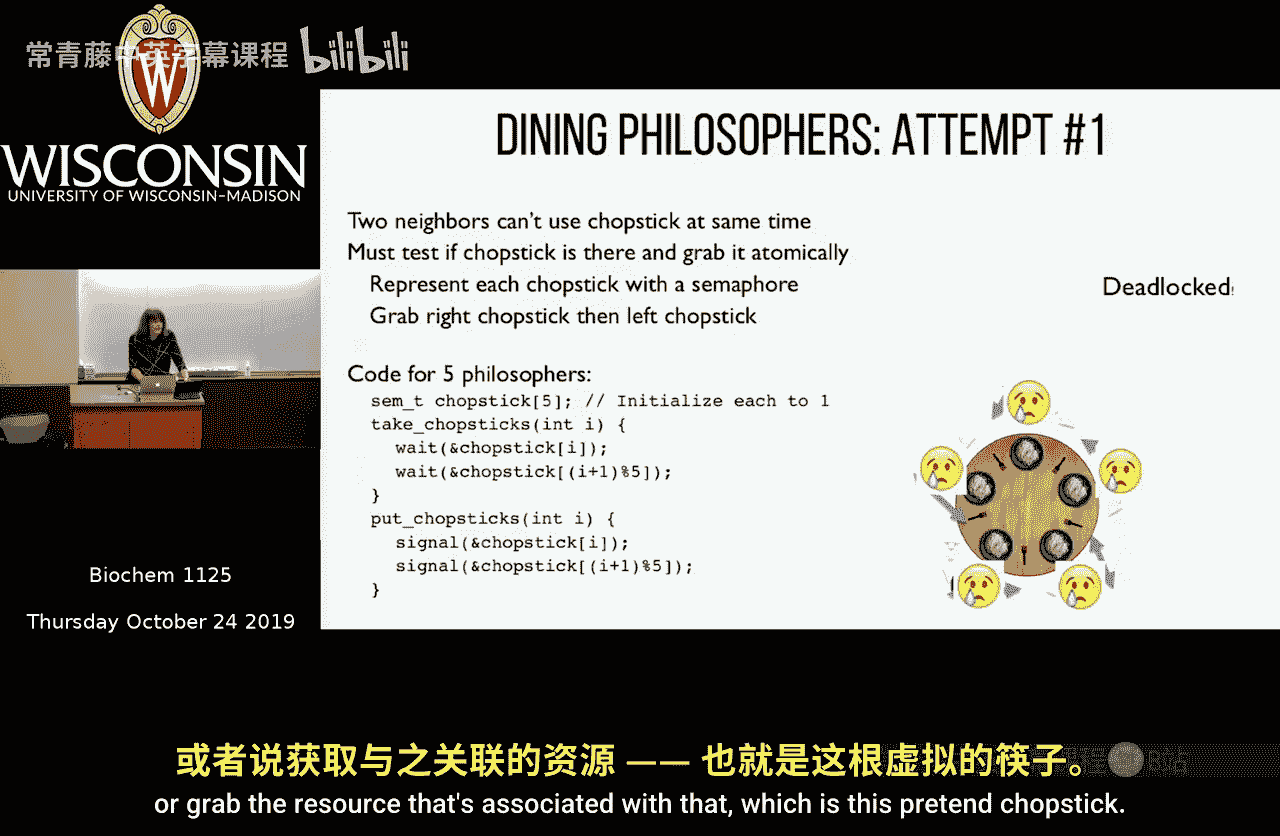 常青藤中英字幕课程 bilibili
W
WISCONSIN
UNIVERSITY OF WISCONSIN–MADISON
DINING PHILOSOPHERS: ATTEMPT #1
Two neighbors can't use chopstick at same time
Must test if chopstick is there and grab it atomically
Represent each chopstick with a semaphore
Grab right chopstick then left chopstick
Deadlocked
Code for 5 philosophers:
sem_t chopstick[5]; // Initialize each to 1
take_chopsticks(int i) {
wait(&chopstick[i]);
wait(&chopstick[(i+1)%5]);
}
put_chopsticks(int i) {
signal(&chopstick[i]);
signal(&chopstick[(i+1)%5]);
}
Biochem 1125
Thursday October 24 2019
或者说获取与之关联的资源 —— 也就是这根虚拟的筷子。
or grab the resource that's associated with that, which is this pretend chopstick.